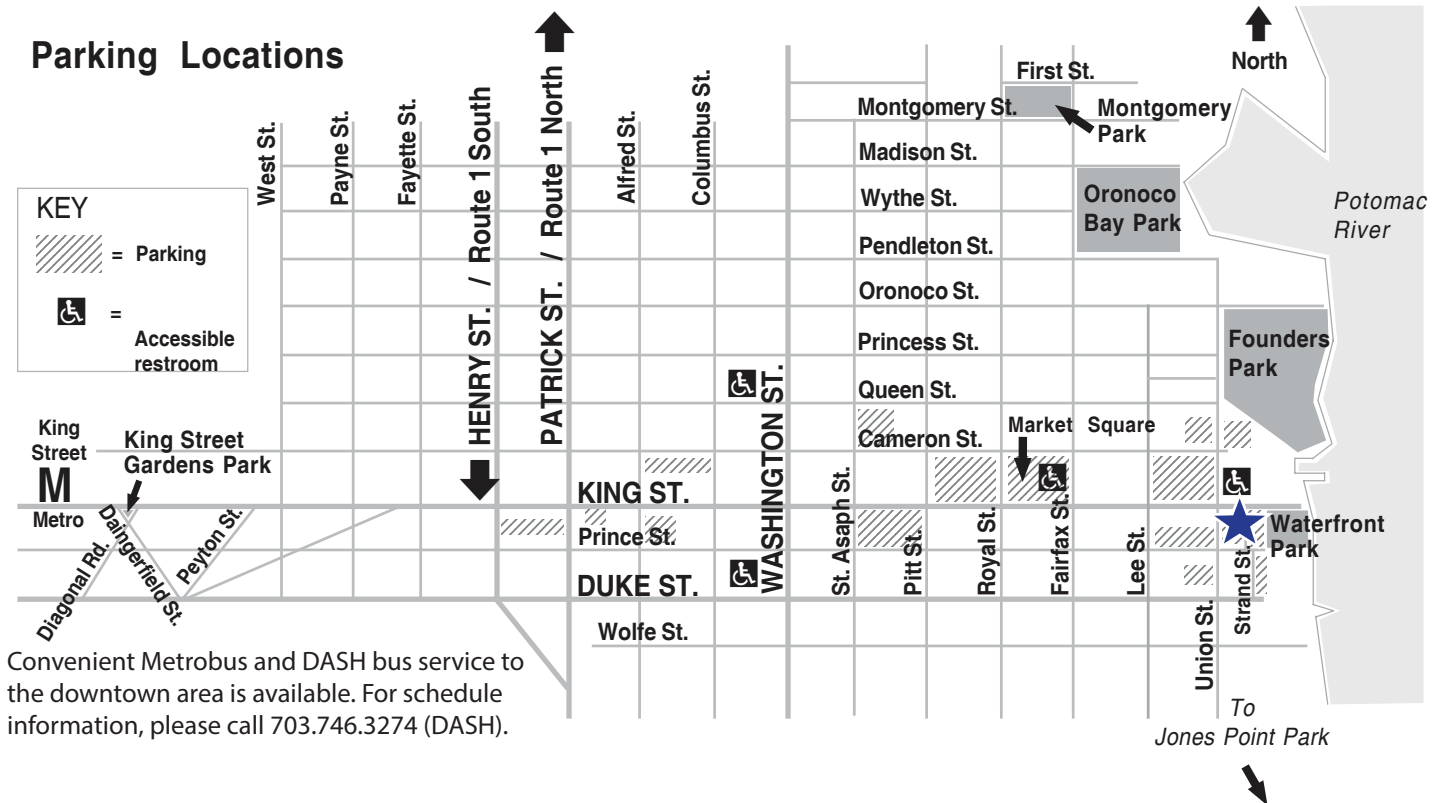 Parking Locations
KEY
= Parking
=
Accessible
restroom
West St.
Payne St.
Fayette St.
HENRY ST. / Route 1 South
PATRICK ST. / Route 1 North
Alfred St.
Columbus St.
WASHINGTON ST.
First St.
Montgomery St.
Montgomery
Park
Madison St.
Wythe St.
Pendleton St.
Oronoco St.
Princess St.
Queen St.
Cameron St.
North
Oronoco
Bay Park
Potomac
River
Founders
Park
Market Square
King
Street
M
Metro
King Street
Gardens Park
KING ST.
Prince St.
DUKE ST.
Wolfe St.
Diagonal Rd.
Daingerfield St.
Peyton St.
St. Asaph St.
Pitt St.
Royal St.
Fairfax St.
Lee St.
Union St.
Strand St.
Waterfront
Park
To
Jones Point Park
Convenient Metrobus and DASH bus service to
the downtown area is available. For schedule
information, please call 703.746.3274 (DASH).